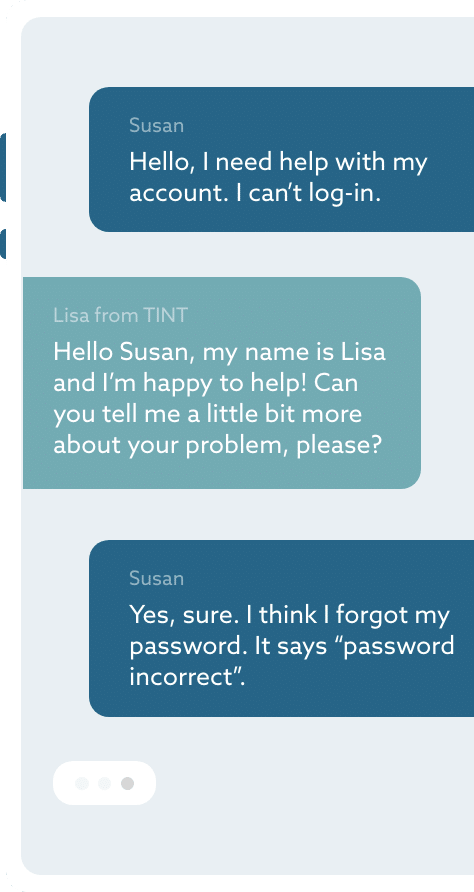 Susan
Hello, I need help with my
account. I can’t log-in.
Lisa from TINT
Hello Susan, my name is Lisa
and I’m happy to help! Can
you tell me a little bit more
about your problem, please?
Susan
Yes, sure. I think I forgot my
password. It says “password
incorrect”.